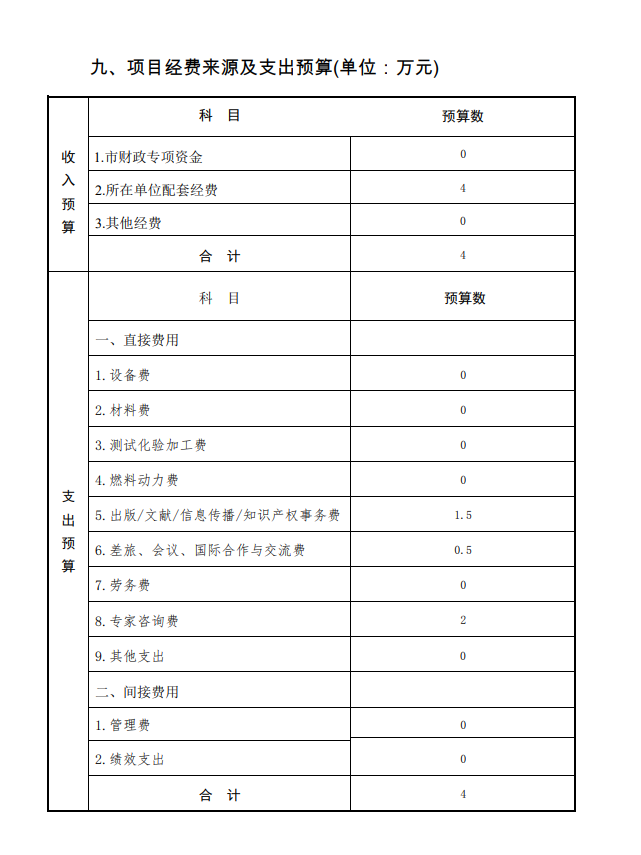 九、项目经费来源及支出预算(单位：万元)
收入预算
科 目 预算数
1.市财政专项资金 0
2.所在单位配套经费 4
3.其他经费 0
合 计 4
支出预算
科 目 预算数
一、直接费用
1.设备费 0
2.材料费 0
3.测试化验加工费 0
4.燃料动力费 0
5.出版/文献/信息传播/知识产权事务费 1.5
6.差旅、会议、国际合作与交流费 0.5
7.劳务费 0
8.专家咨询费 2
9.其他支出 0
二、间接费用
1.管理费 0
2.绩效支出 0
合 计 4